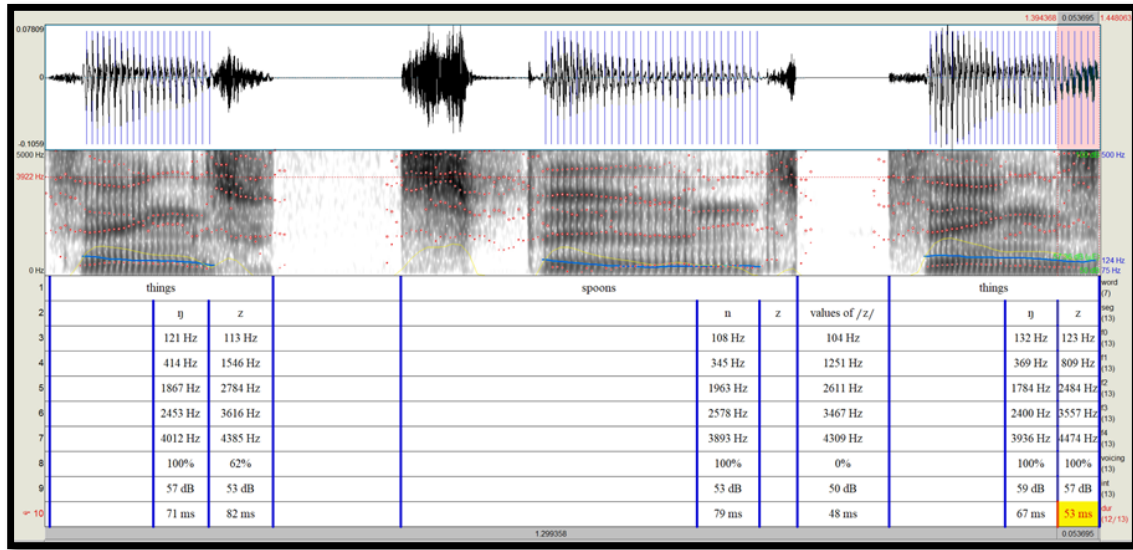 1.394368 0.053695 1.448063
0.07809
0
-0.1059
5000 Hz 500 Hz
3922 Hz
124 Hz
0 Hz 75 Hz
1 things spoons things word (7)
2 ŋ z n z values of /z/ ŋ z seg (13)
3 121 Hz 113 Hz 108 Hz 104 Hz 132 Hz 123 Hz f0 (13)
4 414 Hz 1546 Hz 345 Hz 1251 Hz 369 Hz 809 Hz f1 (13)
5 1867 Hz 2784 Hz 1963 Hz 2611 Hz 1784 Hz 2484 Hz f2 (13)
6 2453 Hz 3616 Hz 2578 Hz 3467 Hz 2400 Hz 3557 Hz f3 (13)
7 4012 Hz 4385 Hz 3893 Hz 4309 Hz 3936 Hz 4474 Hz f4 (13)
8 100% 62% 100% 0% 100% 100% voicing (13)
9 57 dB 53 dB 53 dB 50 dB 59 dB 57 dB int (13)
10 71 ms 82 ms 79 ms 48 ms 67 ms 53 ms dur (12/13)
1.299358 0.053695